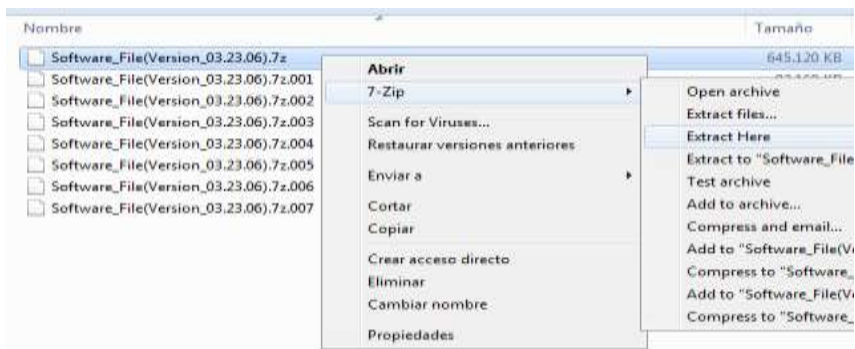 Nombre
Tamaño
Software_File(Version_03.23.06).7z
645.120 KB
Software_File(Version_03.23.06).7z.001
Software_File(Version_03.23.06).7z.002
Software_File(Version_03.23.06).7z.003
Software_File(Version_03.23.06).7z.004
Software_File(Version_03.23.06).7z.005
Software_File(Version_03.23.06).7z.006
Software_File(Version_03.23.06).7z.007
Abrir
7-Zip
Scan for Viruses...
Restaurar versiones anteriores
Enviar a
Cortar
Copiar
Crear acceso directo
Eliminar
Cambiar nombre
Propiedades
Open archive
Extract files...
Extract Here
Extract to "Software_File
Test archive
Add to archive...
Compress and email...
Add to "Software_File(Ve
Compress to "Software_
Add to "Software_File(Ve
Compress to "Software_